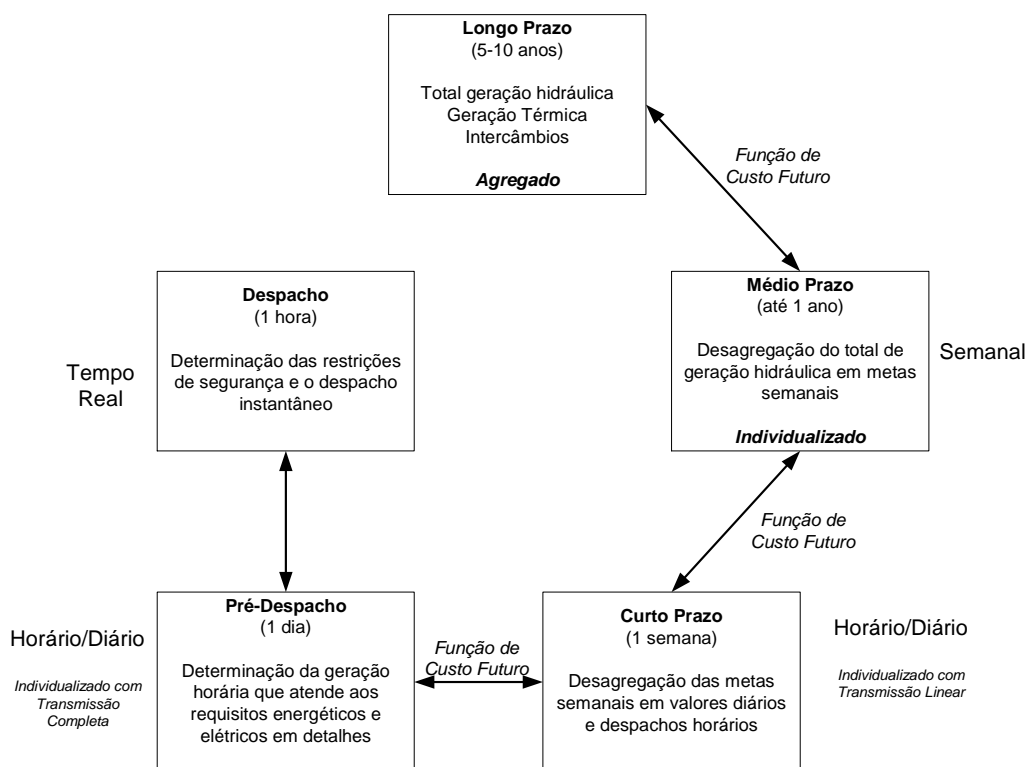 Longo Prazo
(5-10 anos)
Total geração hidráulica
Geração Térmica
Intercâmbios
Agregado
Função de
Custo Futuro
Médio Prazo
(até 1 ano)
Desagregação do total de
geração hidráulica em metas
semanais
Individualizado
Semanal
Despacho
(1 hora)
Determinação das restrições
de segurança e o despacho
instantâneo
Tempo
Real
Função de
Custo Futuro
Pré-Despacho
(1 dia)
Determinação da geração
horária que atende aos
requisitos energéticos e
elétricos em detalhes
Horário/Diário
Individualizado com
Transmissão
Completa
Função de
Custo Futuro
Curto Prazo
(1 semana)
Desagregação das metas
semanais em valores diários
e despachos horários
Horário/Diário
Individualizado com
Transmissão Linear